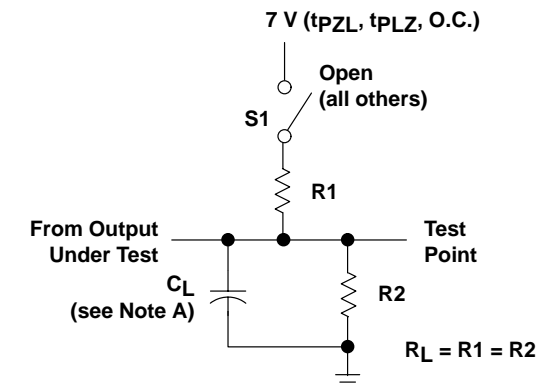 7 V (tPZL, tPLZ, O.C.)
Open
(all others)
S1
R1
From Output
Under Test
Test
Point
CL
(see Note A)
R2
RL = R1 = R2